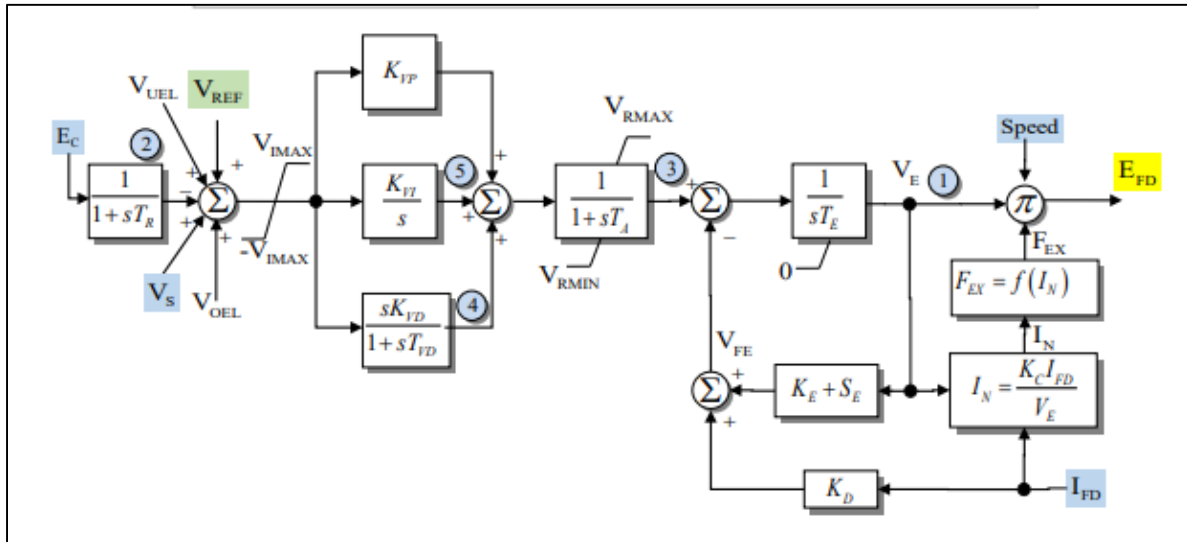 K_VP
V_UEL
V_REF
V_RMAX
Speed
E_C
2
V_IMAX
3
V_E
1
E_FD
+
+
1
1 + sT_R
−
Σ
+
+
-V_IMAX
K_VI
s
5
+
+
Σ
+
1
1 + sT_A
+
Σ
−
1
sT_E
0
π
F_EX
V_S
V_OEL
V_RMIN
F_EX = f(I_N)
sK_VD
1 + sT_VD
4
V_FE
I_N
Σ
+
+
K_E + S_E
I_N = K_C I_FD
V_E
K_D
I_FD